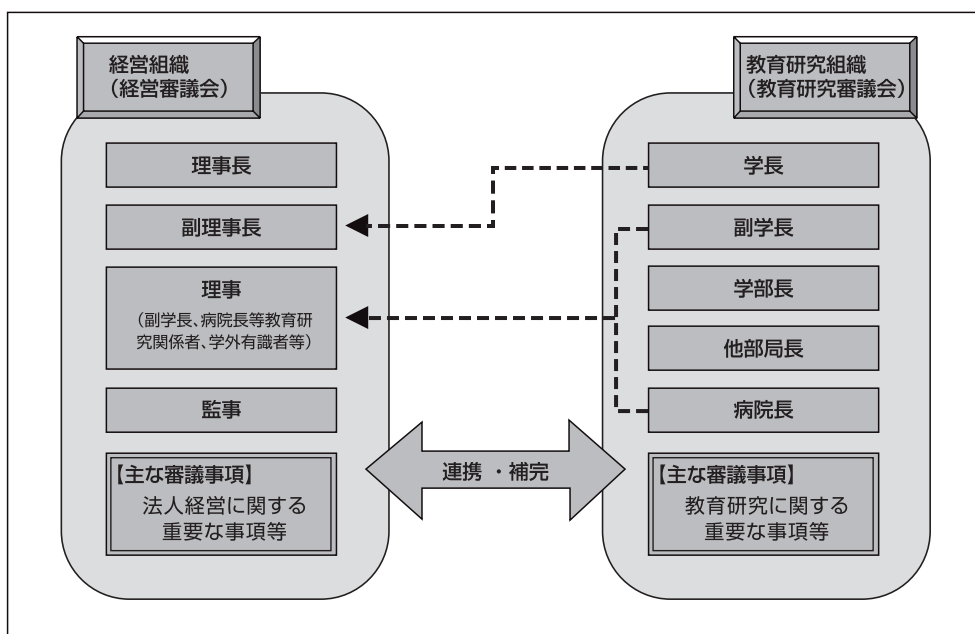 経営組織
（経営審議会）
理事長
副理事長
理事
（副学長、病院長等教育研
究関係者、学外有識者等）
監事
【主な審議事項】
法人経営に関する
重要な事項等
連携 ・補完
教育研究組織
（教育研究審議会）
学長
副学長
学部長
他部局長
病院長
【主な審議事項】
教育研究に関する
重要な事項等